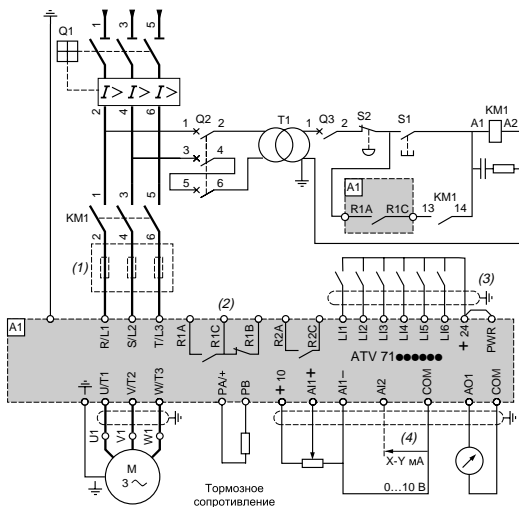 1 3 5
Q1
I> I> I>
2 4 6
1 Q2 2
3 4
5 6
T1
1 Q3 2
S2
S1
KM1
A1 A2
A1
R1A R1C
KM1
13 14
1 3 5
KM1
2 4 6
(1)
(2)
(3)
A1
R/L1
S/L2
T/L3
R1A
R1C
R1B
R2A
R2C
LI1
LI2
LI3
LI4
LI5
LI6
+24
PWR
ATV 71●●●●●●
U/T1
V/T2
W/T3
PA/+
PB
+10
AI1+
AI1−
AI2
COM
AO1
COM
U1
V1
W1
M
3 ~
Тормозное
сопротивление
(4)
X-Y мА
0...10 В